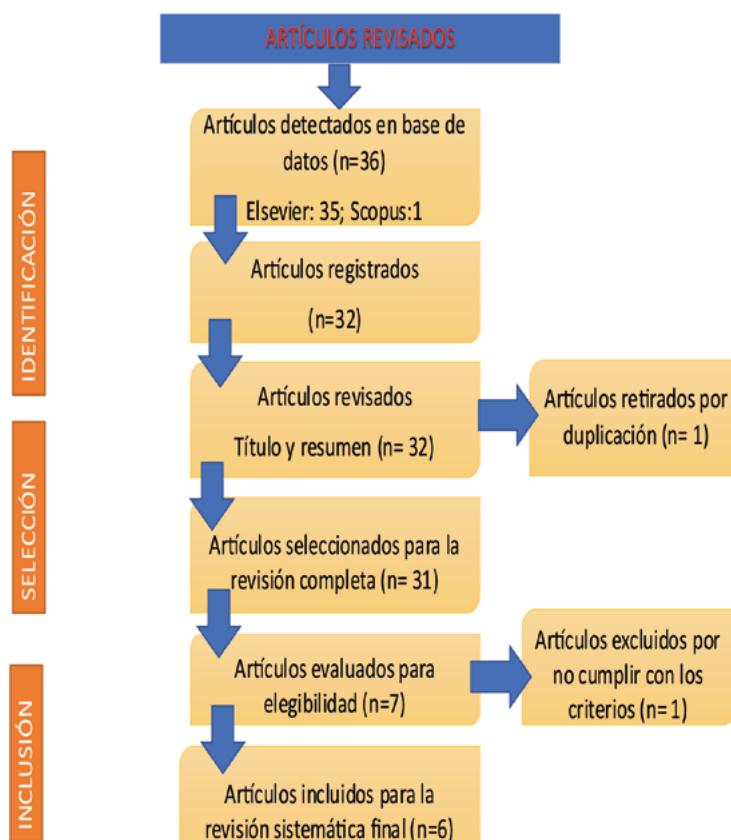 ARTÍCULOS REVISADOS
Artículos detectados en base de
datos (n=36)
Elsevier: 35; Scopus:1
IDENTIFICACIÓN
Artículos registrados
(n=32)
Artículos revisados
Título y resumen (n= 32)
Artículos retirados por
duplicación (n= 1)
SELECCIÓN
Artículos seleccionados para la
revisión completa (n= 31)
Artículos evaluados para
elegibilidad (n=7)
Artículos excluidos por
no cumplir con los
criterios (n= 1)
INCLUSIÓN
Artículos incluidos para la
revisión sistemática final (n=6)